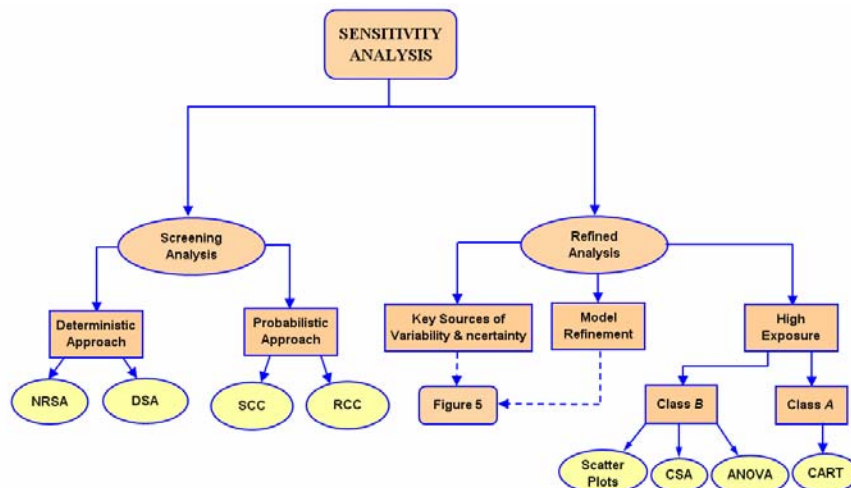 SENSITIVITY
ANALYSIS
Screening
Analysis
Refined
Analysis
Deterministic
Approach
Probabilistic
Approach
Key Sources of
Variability & ncertainty
Model
Refinement
High
Exposure
NRSA
DSA
SCC
RCC
Figure 5
Class B
Class A
Scatter
Plots
CSA
ANOVA
CART